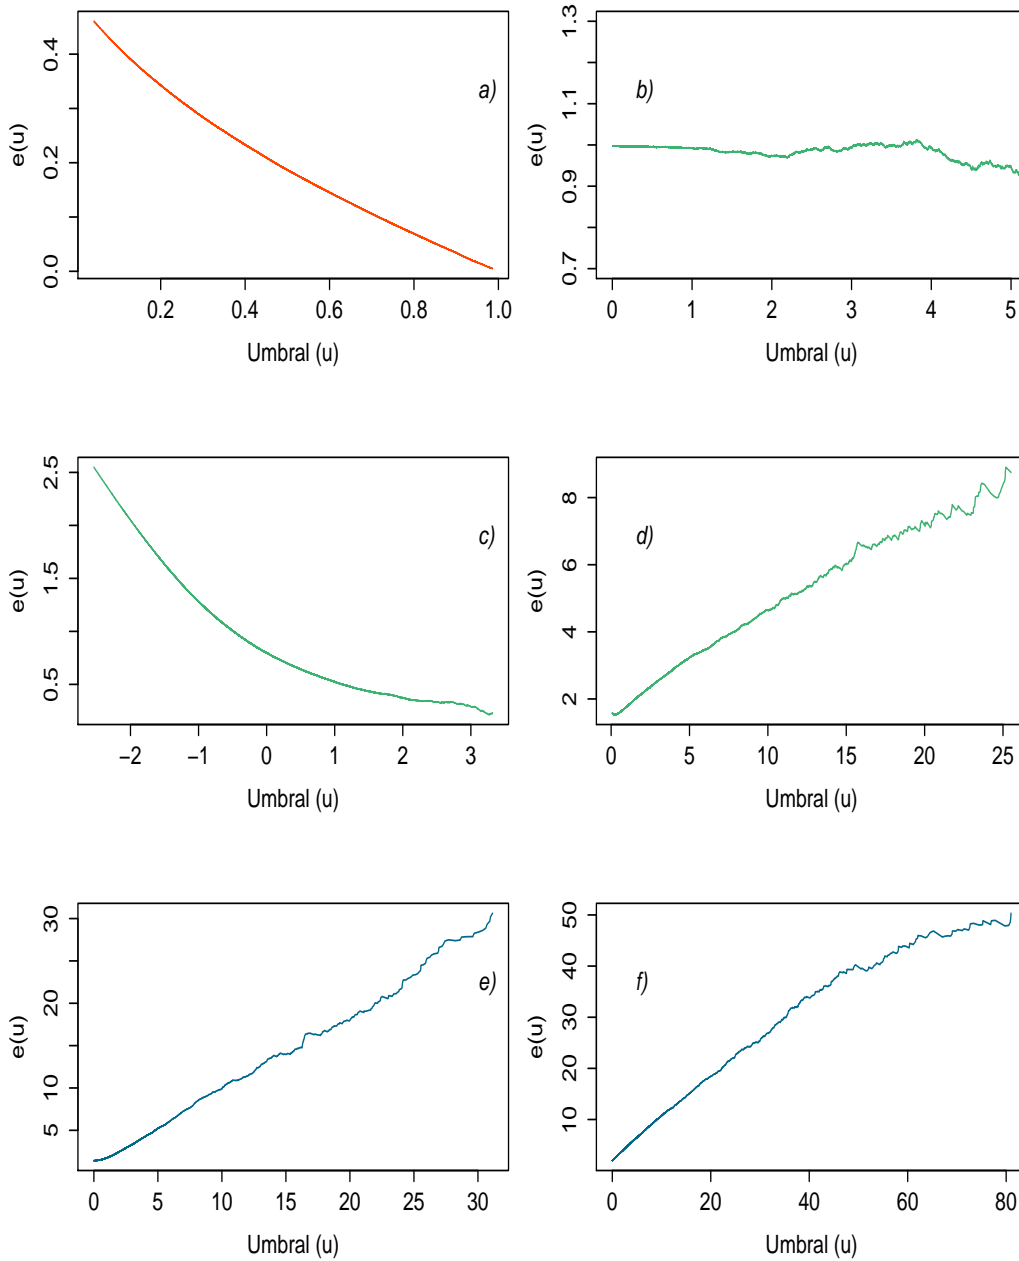 a)
e(u)
0.0
0.2
0.4
0.2 0.4 0.6 0.8 1.0
Umbral (u)
b)
e(u)
0.7
0.9
1.1
1.3
0 1 2 3 4 5
Umbral (u)
c)
e(u)
0.5
1.5
2.5
−2 −1 0 1 2 3
Umbral (u)
d)
e(u)
2
4
6
8
0 5 10 15 20 25
Umbral (u)
e)
e(u)
5
10
20
30
0 5 10 15 20 25 30
Umbral (u)
f)
e(u)
10
20
30
40
50
0 20 40 60 80
Umbral (u)